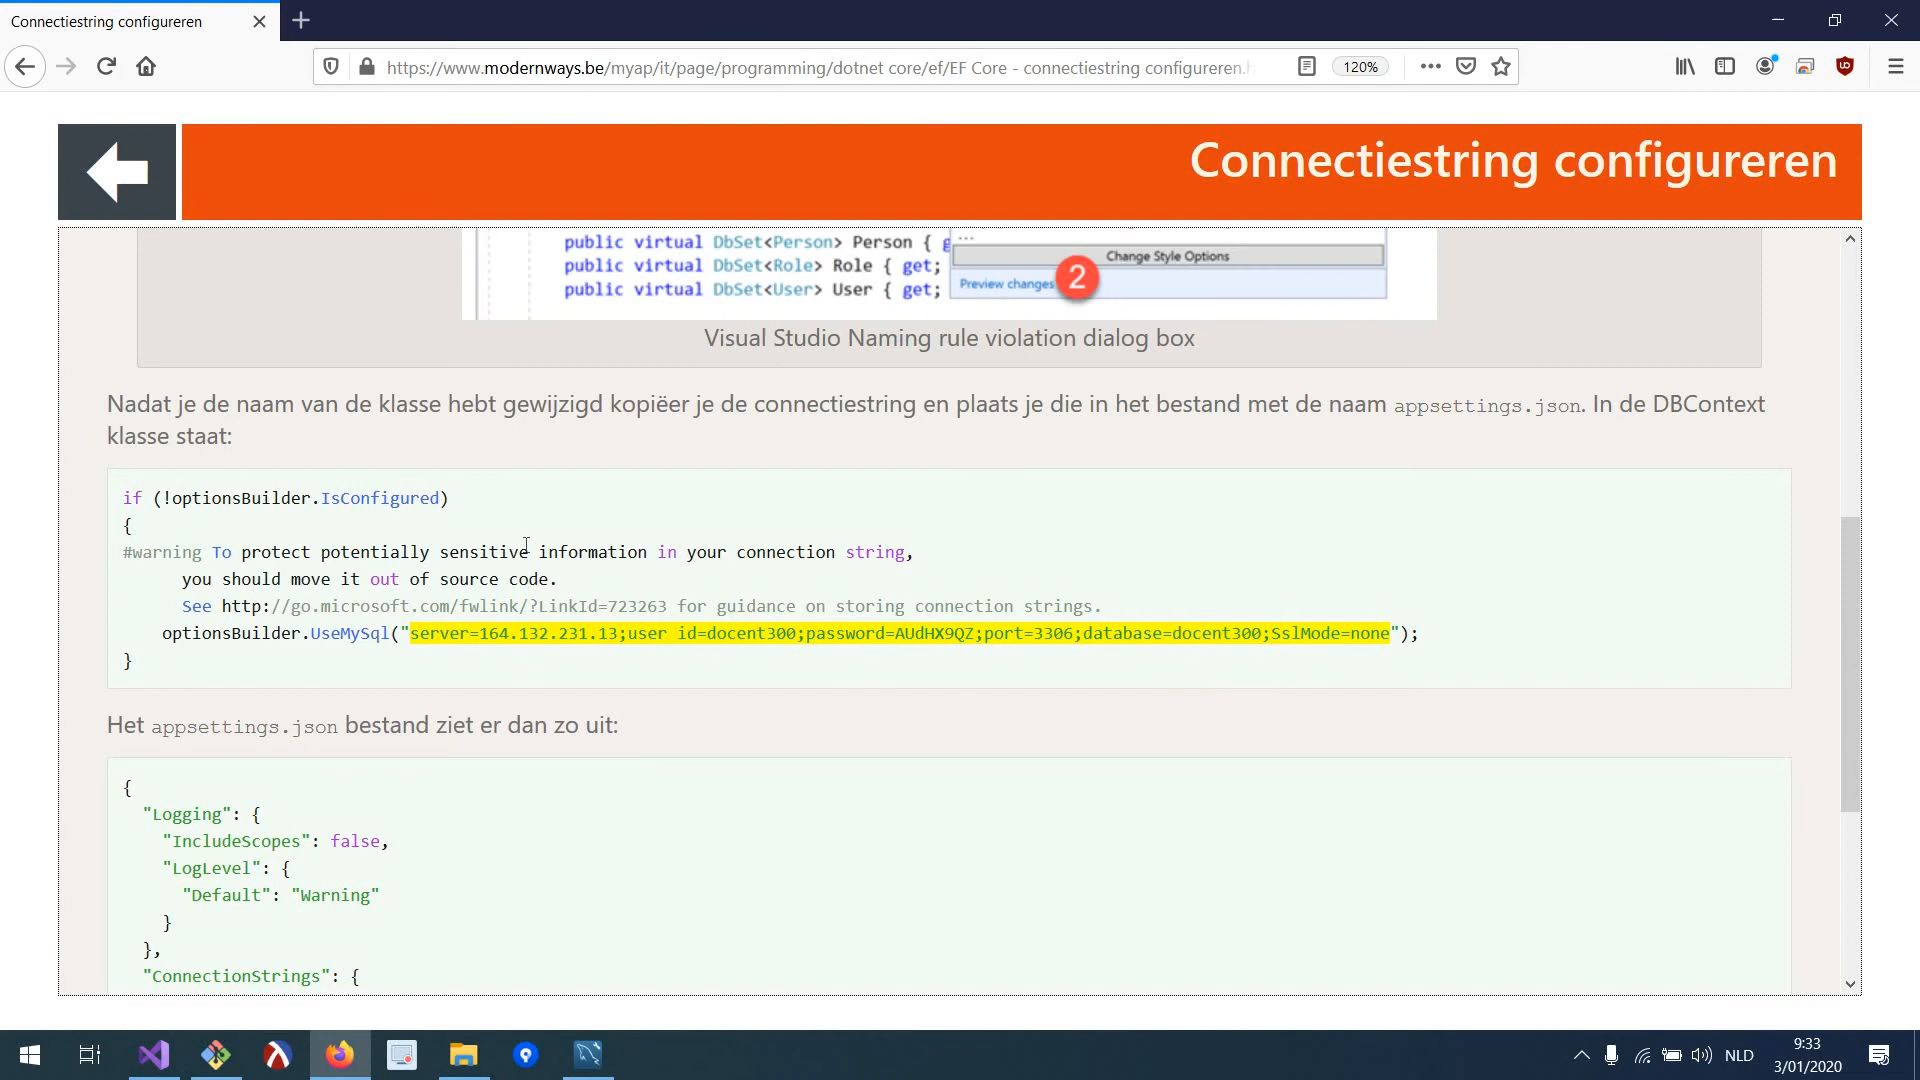 Connectiestring configureren
https://www.modernways.be/myap/it/page/programming/dotnet core/ef/EF Core - connectiestring configureren.h
120%
Connectiestring configureren
public virtual DbSet<Person> Person { g
...
public virtual DbSet<Role> Role { get;
Change Style Options
public virtual DbSet<User> User { get;
Preview changes
2
Visual Studio Naming rule violation dialog box
Nadat je de naam van de klasse hebt gewijzigd kopiëer je de connectiestring en plaats je die in het bestand met de naam appsettings.json. In de DBContext
klasse staat:
if (!optionsBuilder.IsConfigured)
{
#warning To protect potentially sensitive information in your connection string,
you should move it out of source code.
See http://go.microsoft.com/fwlink/?LinkId=723263 for guidance on storing connection strings.
optionsBuilder.UseMySql("server=164.132.231.13;user id=docent300;password=AUdHX9QZ;port=3306;database=docent300;SslMode=none");
}
Het appsettings.json bestand ziet er dan zo uit:
{
"Logging": {
"IncludeScopes": false,
"LogLevel": {
"Default": "Warning"
}
},
"ConnectionStrings": {
NLD
9:33
3/01/2020